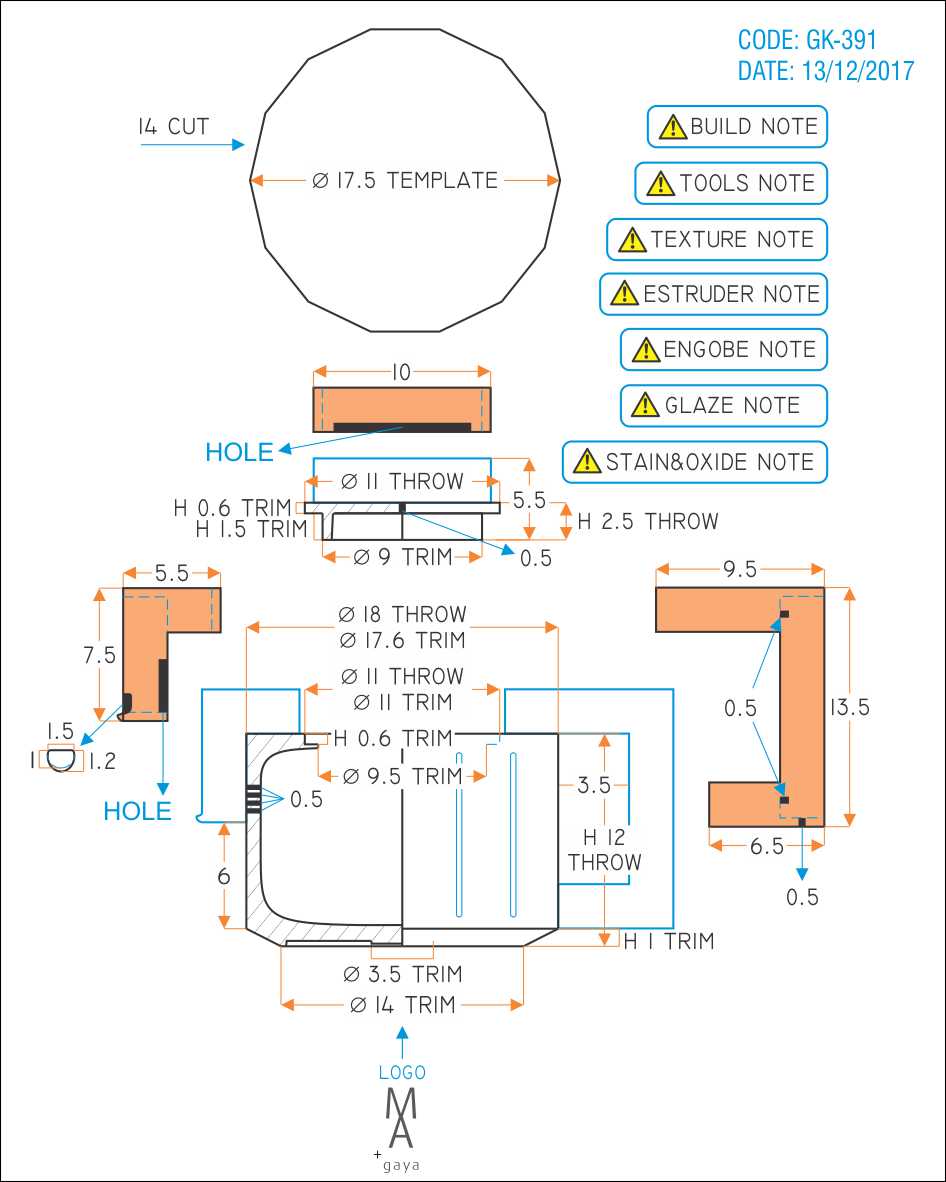 CODE: GK-391
DATE: 13/12/2017
14 CUT
Ø 17.5 TEMPLATE
BUILD NOTE
TOOLS NOTE
TEXTURE NOTE
ESTRUDER NOTE
ENGOBE NOTE
GLAZE NOTE
STAIN&OXIDE NOTE
10
HOLE
Ø 11 THROW
5.5
H 0.6 TRIM
H 1.5 TRIM
H 2.5 THROW
Ø 9 TRIM
0.5
5.5
7.5
1.5
1
1.2
HOLE
9.5
0.5
13.5
6.5
0.5
Ø 18 THROW
Ø 17.6 TRIM
Ø 11 THROW
Ø 11 TRIM
H 0.6 TRIM
Ø 9.5 TRIM
0.5
3.5
H 12
THROW
6
H 1 TRIM
Ø 3.5 TRIM
Ø 14 TRIM
LOGO
MA
+
gaya